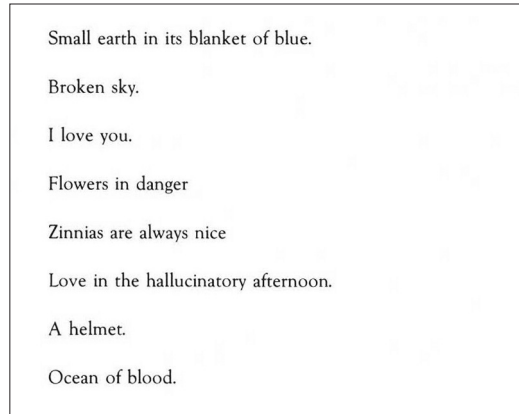 Small earth in its blanket of blue.
Broken sky.
I love you.
Flowers in danger
Zinnias are always nice
Love in the hallucinatory afternoon.
A helmet.
Ocean of blood.